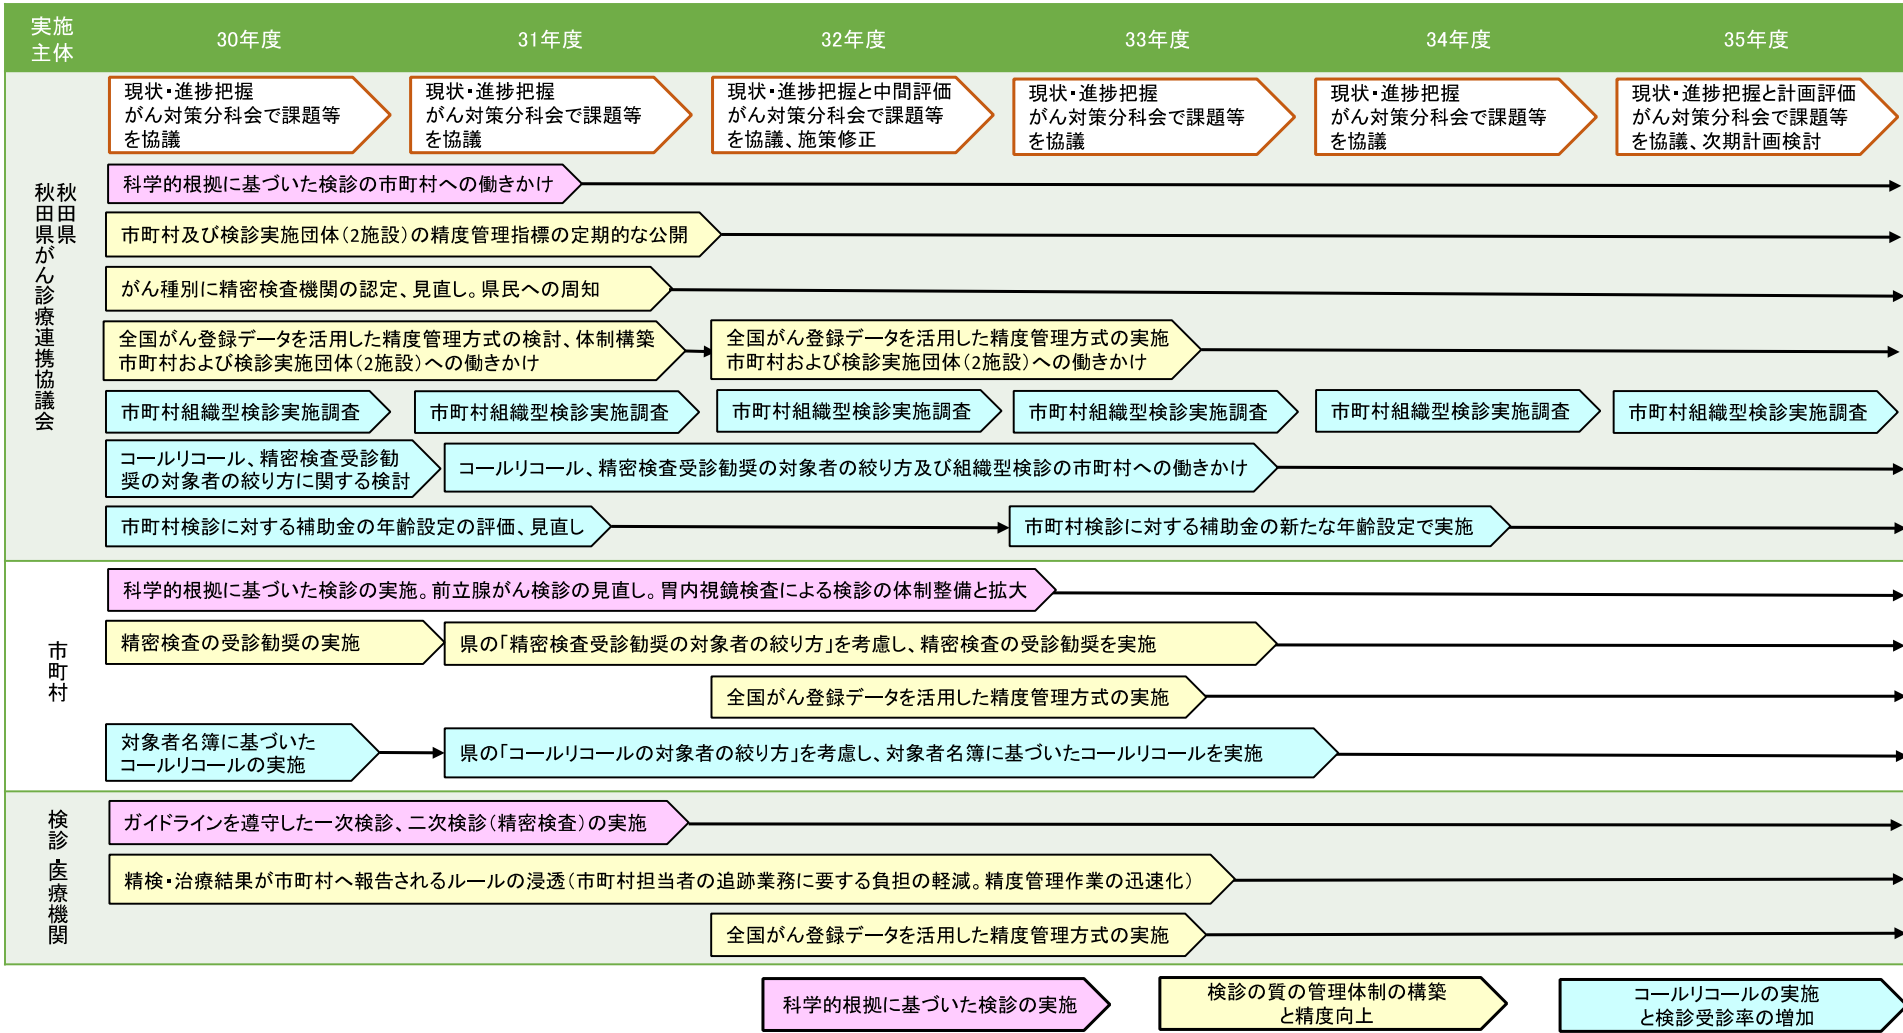 実施
主体
30年度
31年度
32年度
33年度
34年度
35年度
秋田県
秋田県がん診療連携協議会
現状・進捗把握
がん対策分科会で課題等
を協議
現状・進捗把握
がん対策分科会で課題等
を協議
現状・進捗把握と中間評価
がん対策分科会で課題等
を協議、施策修正
現状・進捗把握
がん対策分科会で課題等
を協議
現状・進捗把握
がん対策分科会で課題等
を協議
現状・進捗把握と計画評価
がん対策分科会で課題等
を協議、次期計画検討
科学的根拠に基づいた検診の市町村への働きかけ
市町村及び検診実施団体(2施設)の精度管理指標の定期的な公開
がん種別に精密検査機関の認定、見直し。県民への周知
全国がん登録データを活用した精度管理方式の検討、体制構築
市町村および検診実施団体(2施設)への働きかけ
全国がん登録データを活用した精度管理方式の実施
市町村および検診実施団体(2施設)への働きかけ
市町村組織型検診実施調査
市町村組織型検診実施調査
市町村組織型検診実施調査
市町村組織型検診実施調査
市町村組織型検診実施調査
市町村組織型検診実施調査
コールリコール、精密検査受診勧
奨の対象者の絞り方に関する検討
コールリコール、精密検査受診勧奨の対象者の絞り方及び組織型検診の市町村への働きかけ
市町村検診に対する補助金の年齢設定の評価、見直し
市町村検診に対する補助金の新たな年齢設定で実施
市町村
科学的根拠に基づいた検診の実施。前立腺がん検診の見直し。胃内視鏡検査による検診の体制整備と拡大
精密検査の受診勧奨の実施
県の「精密検査受診勧奨の対象者の絞り方」を考慮し、精密検査の受診勧奨を実施
全国がん登録データを活用した精度管理方式の実施
対象者名簿に基づいた
コールリコールの実施
県の「コールリコールの対象者の絞り方」を考慮し、対象者名簿に基づいたコールリコールを実施
検診・医療機関
ガイドラインを遵守した一次検診、二次検診(精密検査)の実施
精検・治療結果が市町村へ報告されるルールの浸透(市町村担当者の追跡業務に要する負担の軽減。精度管理作業の迅速化)
全国がん登録データを活用した精度管理方式の実施
科学的根拠に基づいた検診の実施
検診の質の管理体制の構築
と精度向上
コールリコールの実施
と検診受診率の増加